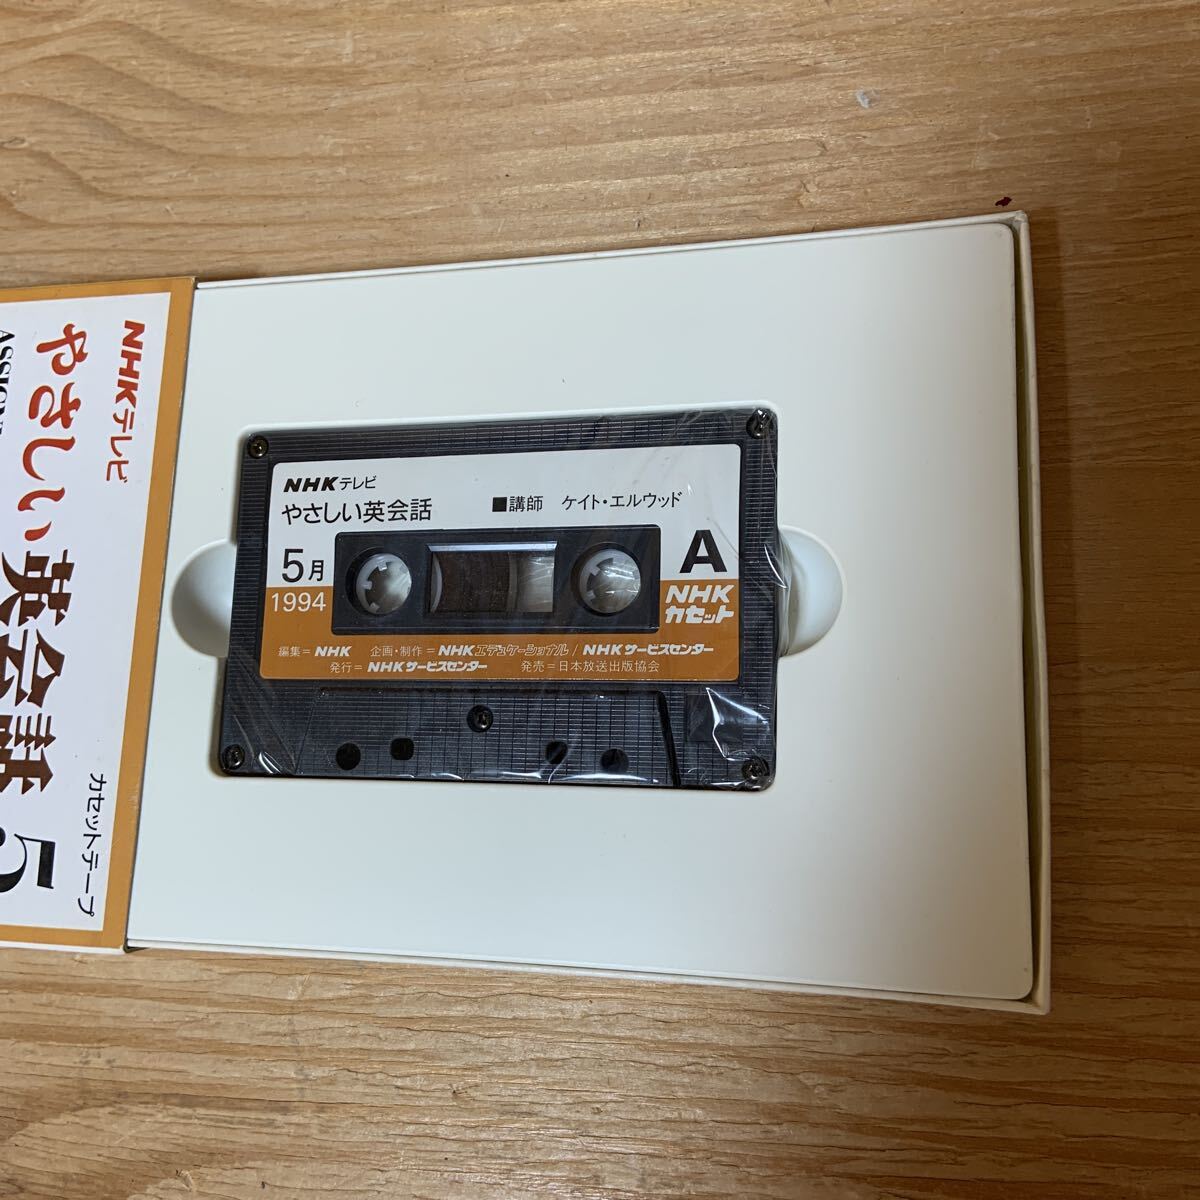 NHKテレビ
やさしい英会話
5
カセットテープ
NHKテレビ
やさしい英会話
■講師 ケイト・エルウッド
5月
1994
A
NHK
カセット
編集=NHK 企画・制作=NHKエデュケーショナル/NHKサービスセンター
発行=NHKサービスセンター 発売=日本放送出版協会